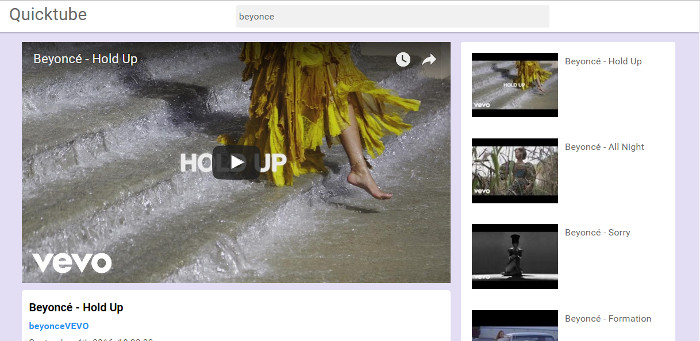 Quicktube
beyonce
Beyoncé - Hold Up
HOLD UP
vevo
Beyoncé - Hold Up
beyonceVEVO
Beyoncé - Hold Up
HOLD UP
vevo
Beyoncé - All Night
vevo
Beyoncé - Sorry
vevo
Beyoncé - Formation